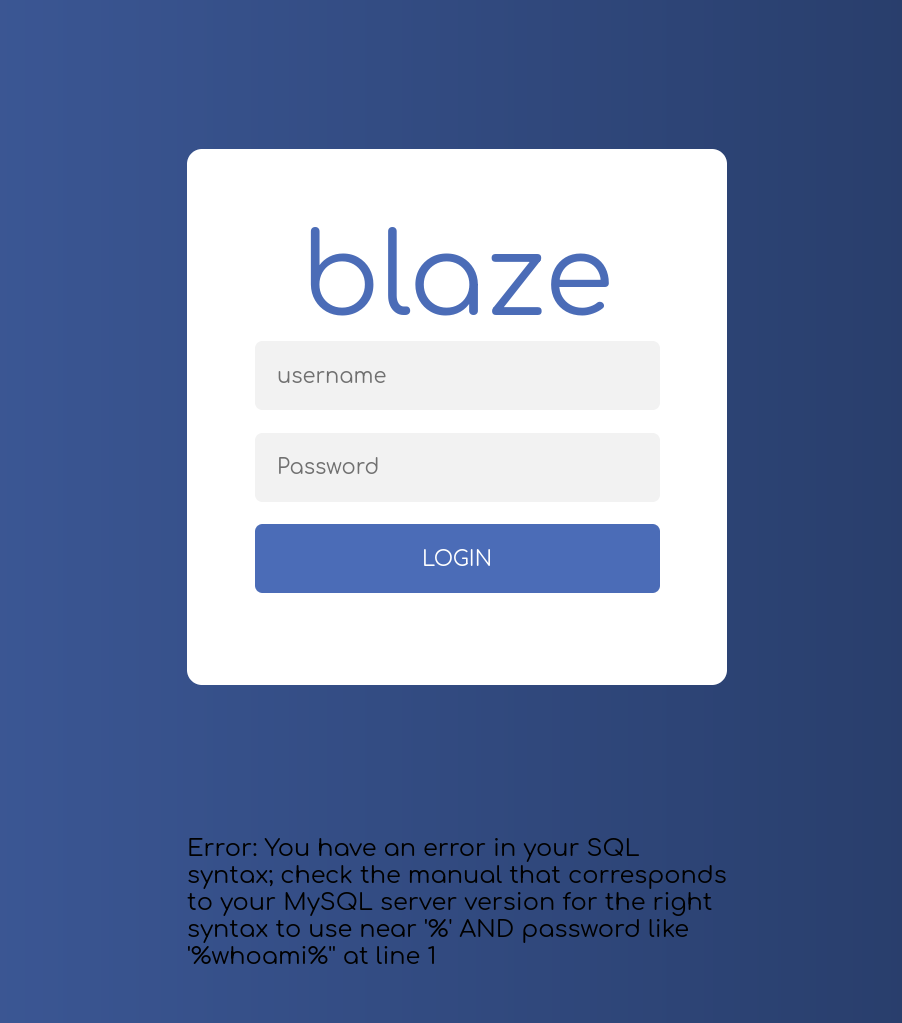 blaze
username
Password
LOGIN
Error: You have an error in your SQL
syntax; check the manual that corresponds
to your MySQL server version for the right
syntax to use near '%' AND password like
'%whoami%'' at line 1